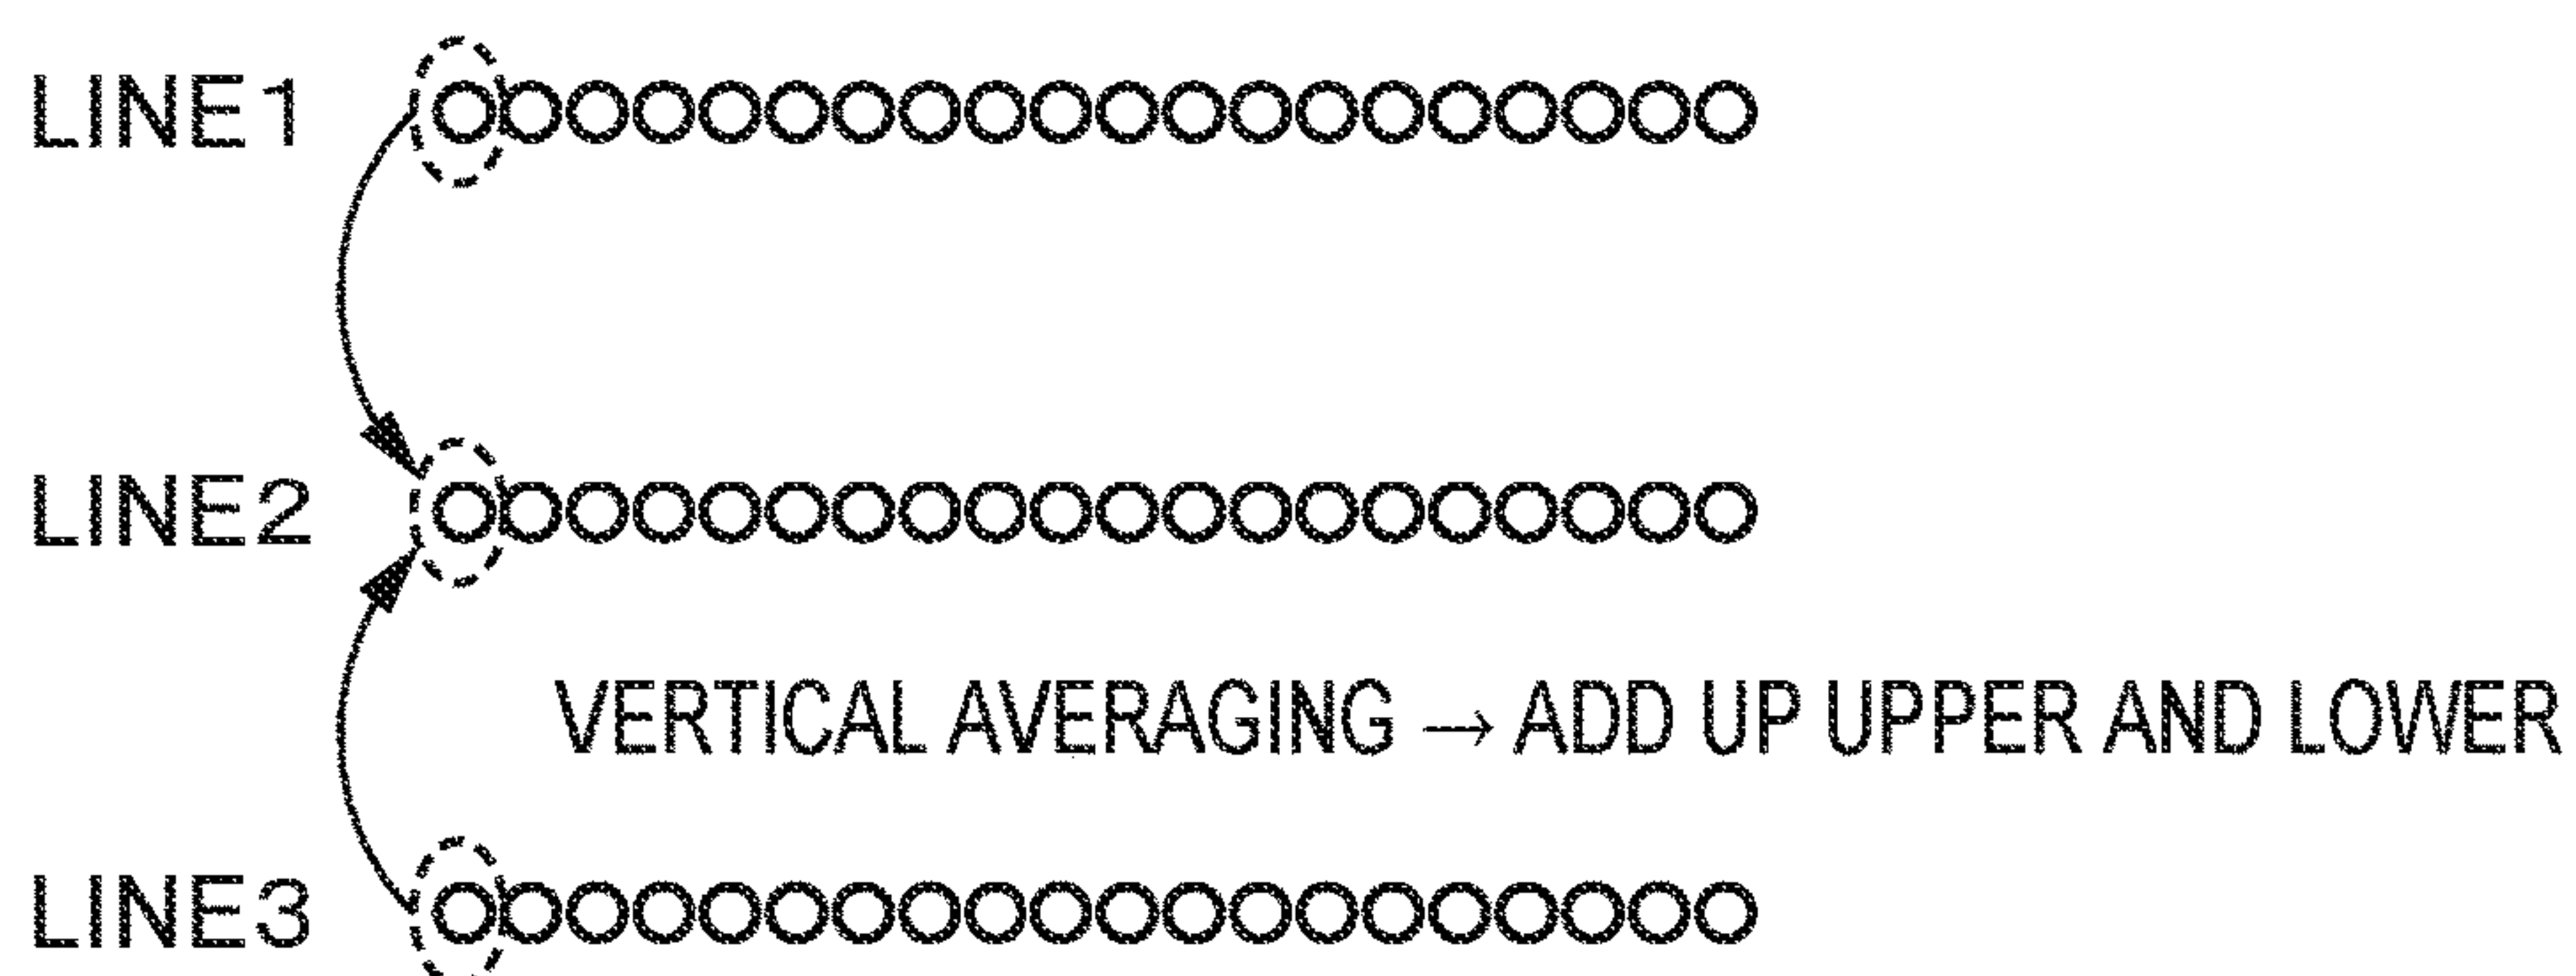 LINE1
LINE2
VERTICAL AVERAGING → ADD UP UPPER AND LOWER
LINE3